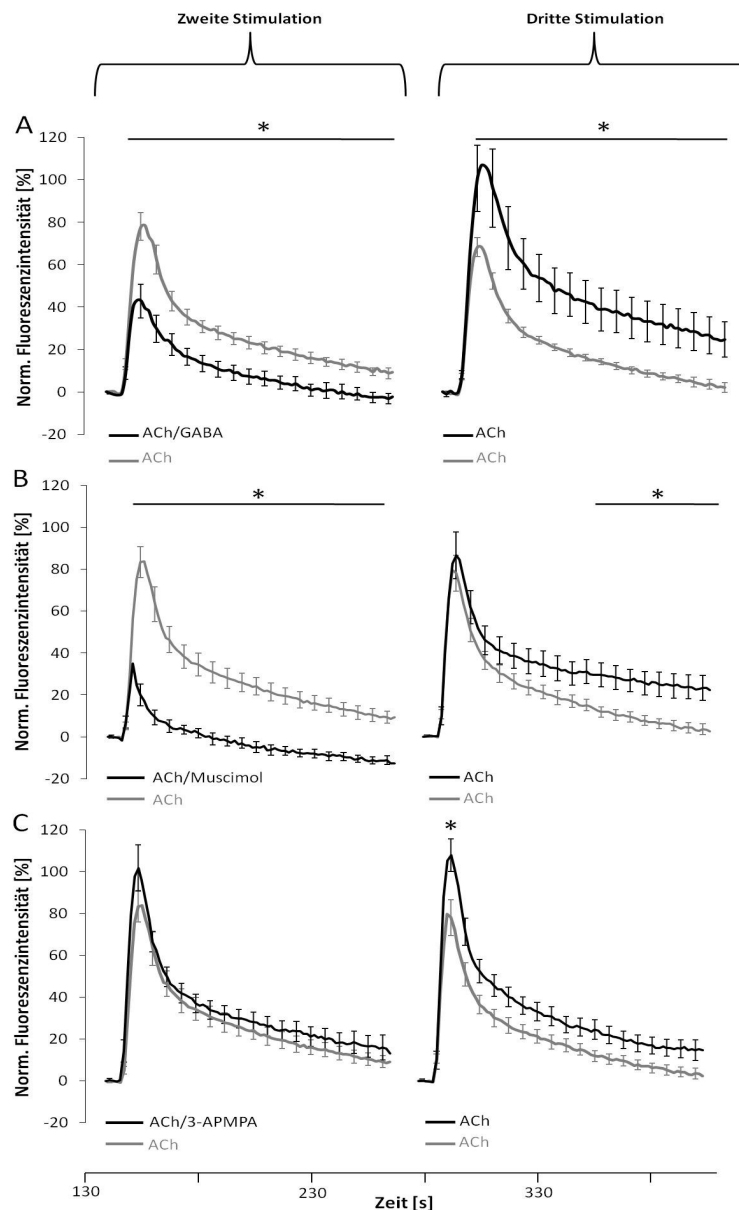 Zweite Stimulation
Dritte Stimulation
A
*
*
120
100
80
60
40
20
0
-20
Norm. Fluoreszenzintensität [%]
ACh/GABA
ACh
ACh
ACh
B
*
*
120
100
80
60
40
20
0
-20
Norm. Fluoreszenzintensität [%]
ACh/Muscimol
ACh
ACh
ACh
C
*
120
100
80
60
40
20
0
-20
Norm. Fluoreszenzintensität [%]
ACh/3-APMPA
ACh
ACh
ACh
130
230
330
Zeit [s]